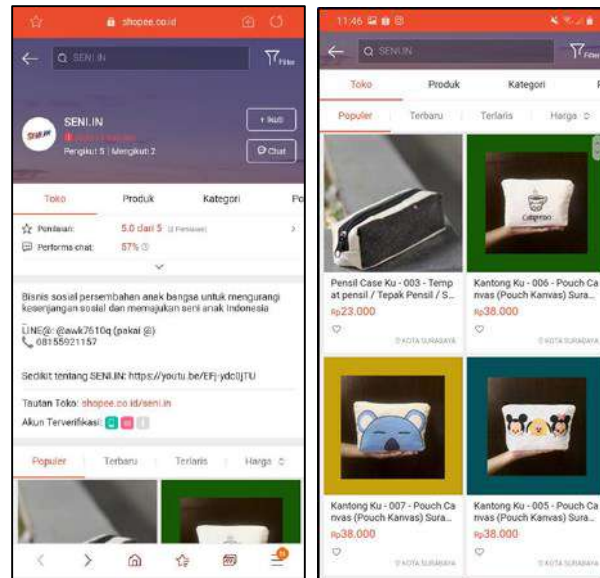 shopee.co.id
SENI.IN
Filter
SENI.IN
+ Ikuti
Pengikut 5 | Mengikuti 2
Chat
Toko Produk Kategori
Penilaian: 5.0 dari 5
Performa chat: 57%
Bisnis sosial persembahan anak bangsa untuk mengurangi
kesenjangan sosial dan memajukan seni anak Indonesia
LINE@: @awk7610q (pakai @)
08155921157
Sedikit tentang SENI.IN: https://youtu.be/EFj-ydc0jTU
Tautan Toko: shopee.co.id/seni.in
Akun Terverifikasi:
Populer Terbaru Terlaris Harga
11:46
SENI.IN
Filter
Toko Produk Kategori
Populer Terbaru Terlaris Harga
Pensil Case Ku - 003 - Temp
at pensil / Tepak Pensil / S...
Rp23.000
KOTA SURABAYA
Kantong Ku - 006 - Pouch Ca
nvas (Pouch Kanvas) Sura...
Rp38.000
KOTA SURABAYA
Kantong Ku - 007 - Pouch Ca
nvas (Pouch Kanvas) Sura...
Rp38.000
KOTA SURABAYA
Kantong Ku - 005 - Pouch Ca
nvas (Pouch Kanvas) Sura...
Rp38.000
KOTA SURABAYA